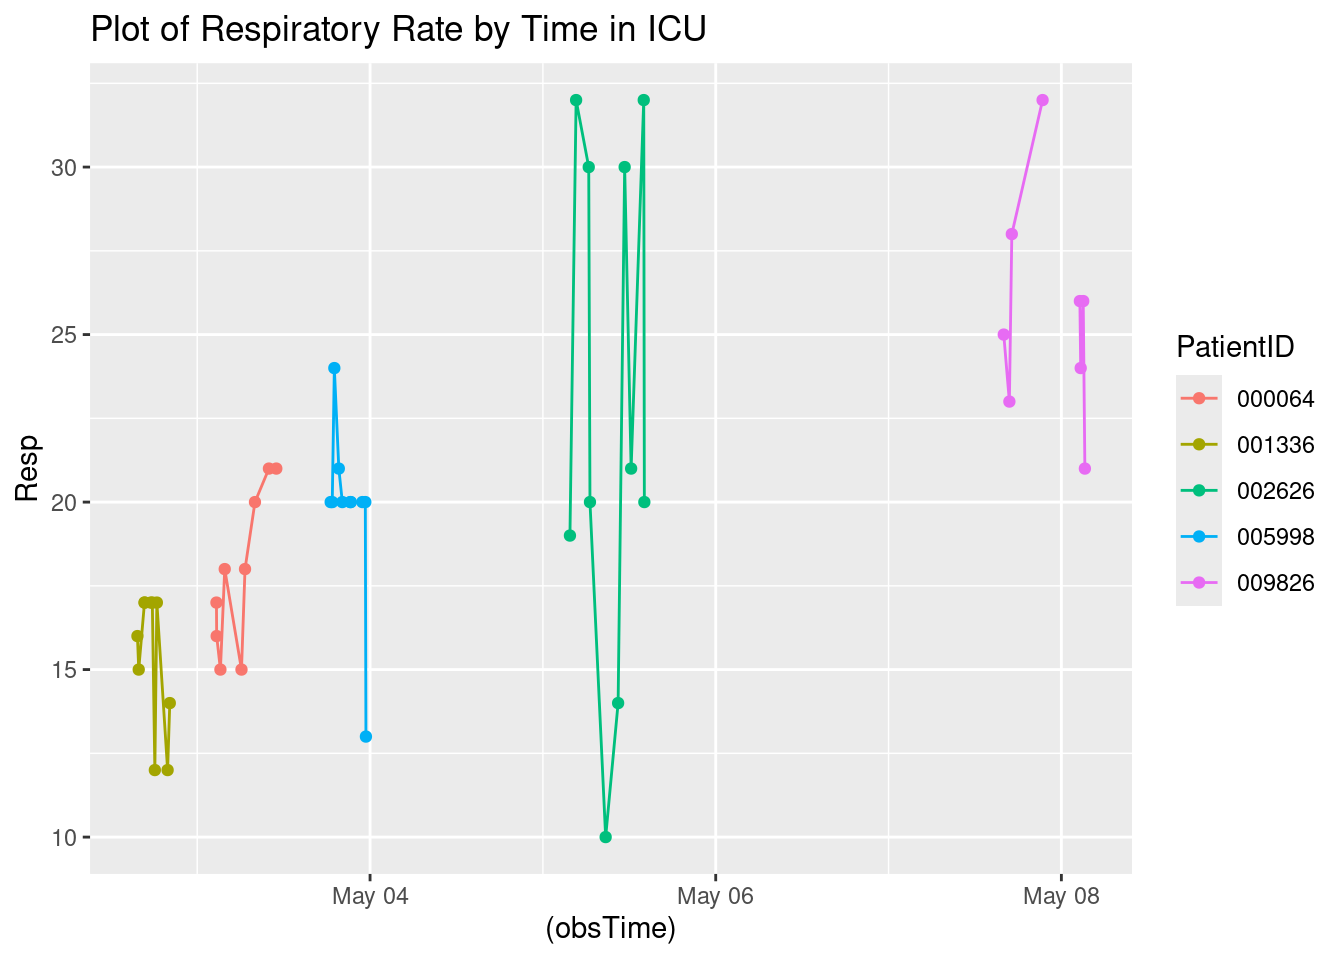 Plot of Respiratory Rate by Time in ICU
Resp
30
25
20
15
10
May 04
May 06
May 08
(obsTime)
PatientID
000064
001336
002626
005998
009826